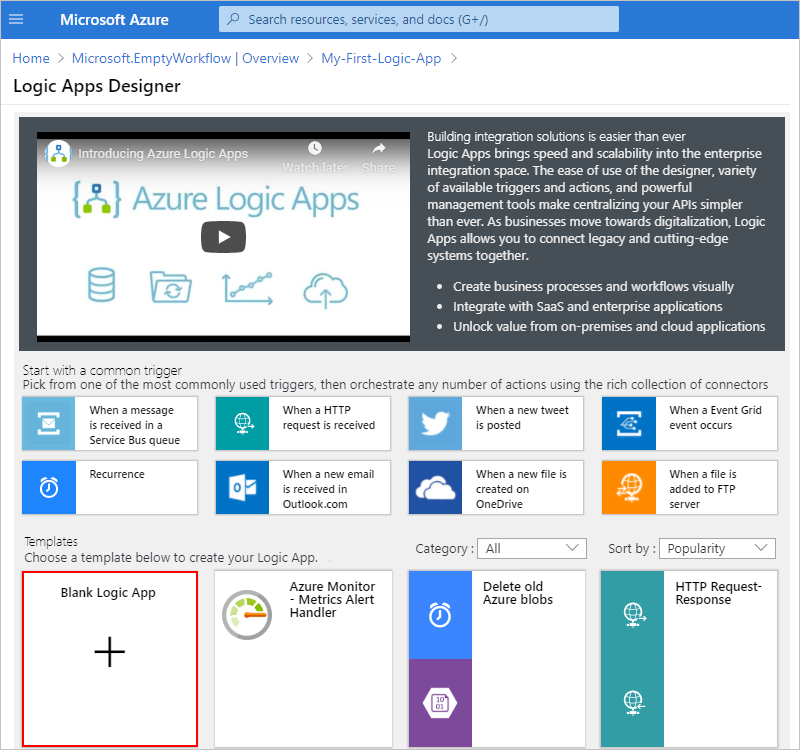 Microsoft Azure
Search resources, services, and docs (G+/)
Home > Microsoft.EmptyWorkflow | Overview > My-First-Logic-App >
Logic Apps Designer
Introducing Azure Logic Apps
Watch later
Share
{ } Azure Logic Apps
Building integration solutions is easier than ever
Logic Apps brings speed and scalability into the enterprise
integration space. The ease of use of the designer, variety
of available triggers and actions, and powerful
management tools make centralizing your APIs simpler
than ever. As businesses move towards digitalization, Logic
Apps allows you to connect legacy and cutting-edge
systems together.
• Create business processes and workflows visually
• Integrate with SaaS and enterprise applications
• Unlock value from on-premises and cloud applications
Start with a common trigger
Pick from one of the most commonly used triggers, then orchestrate any number of actions using the rich collection of connectors
When a message
is received in a
Service Bus queue
When a HTTP
request is received
When a new tweet
is posted
When a Event Grid
event occurs
Recurrence
When a new email
is received in
Outlook.com
When a new file is
created on
OneDrive
When a file is
added to FTP
server
Templates
Choose a template below to create your Logic App.
Category : All
Sort by : Popularity
Blank Logic App
Azure Monitor
- Metrics Alert
Handler
Delete old
Azure blobs
10
01
HTTP Request-
Response